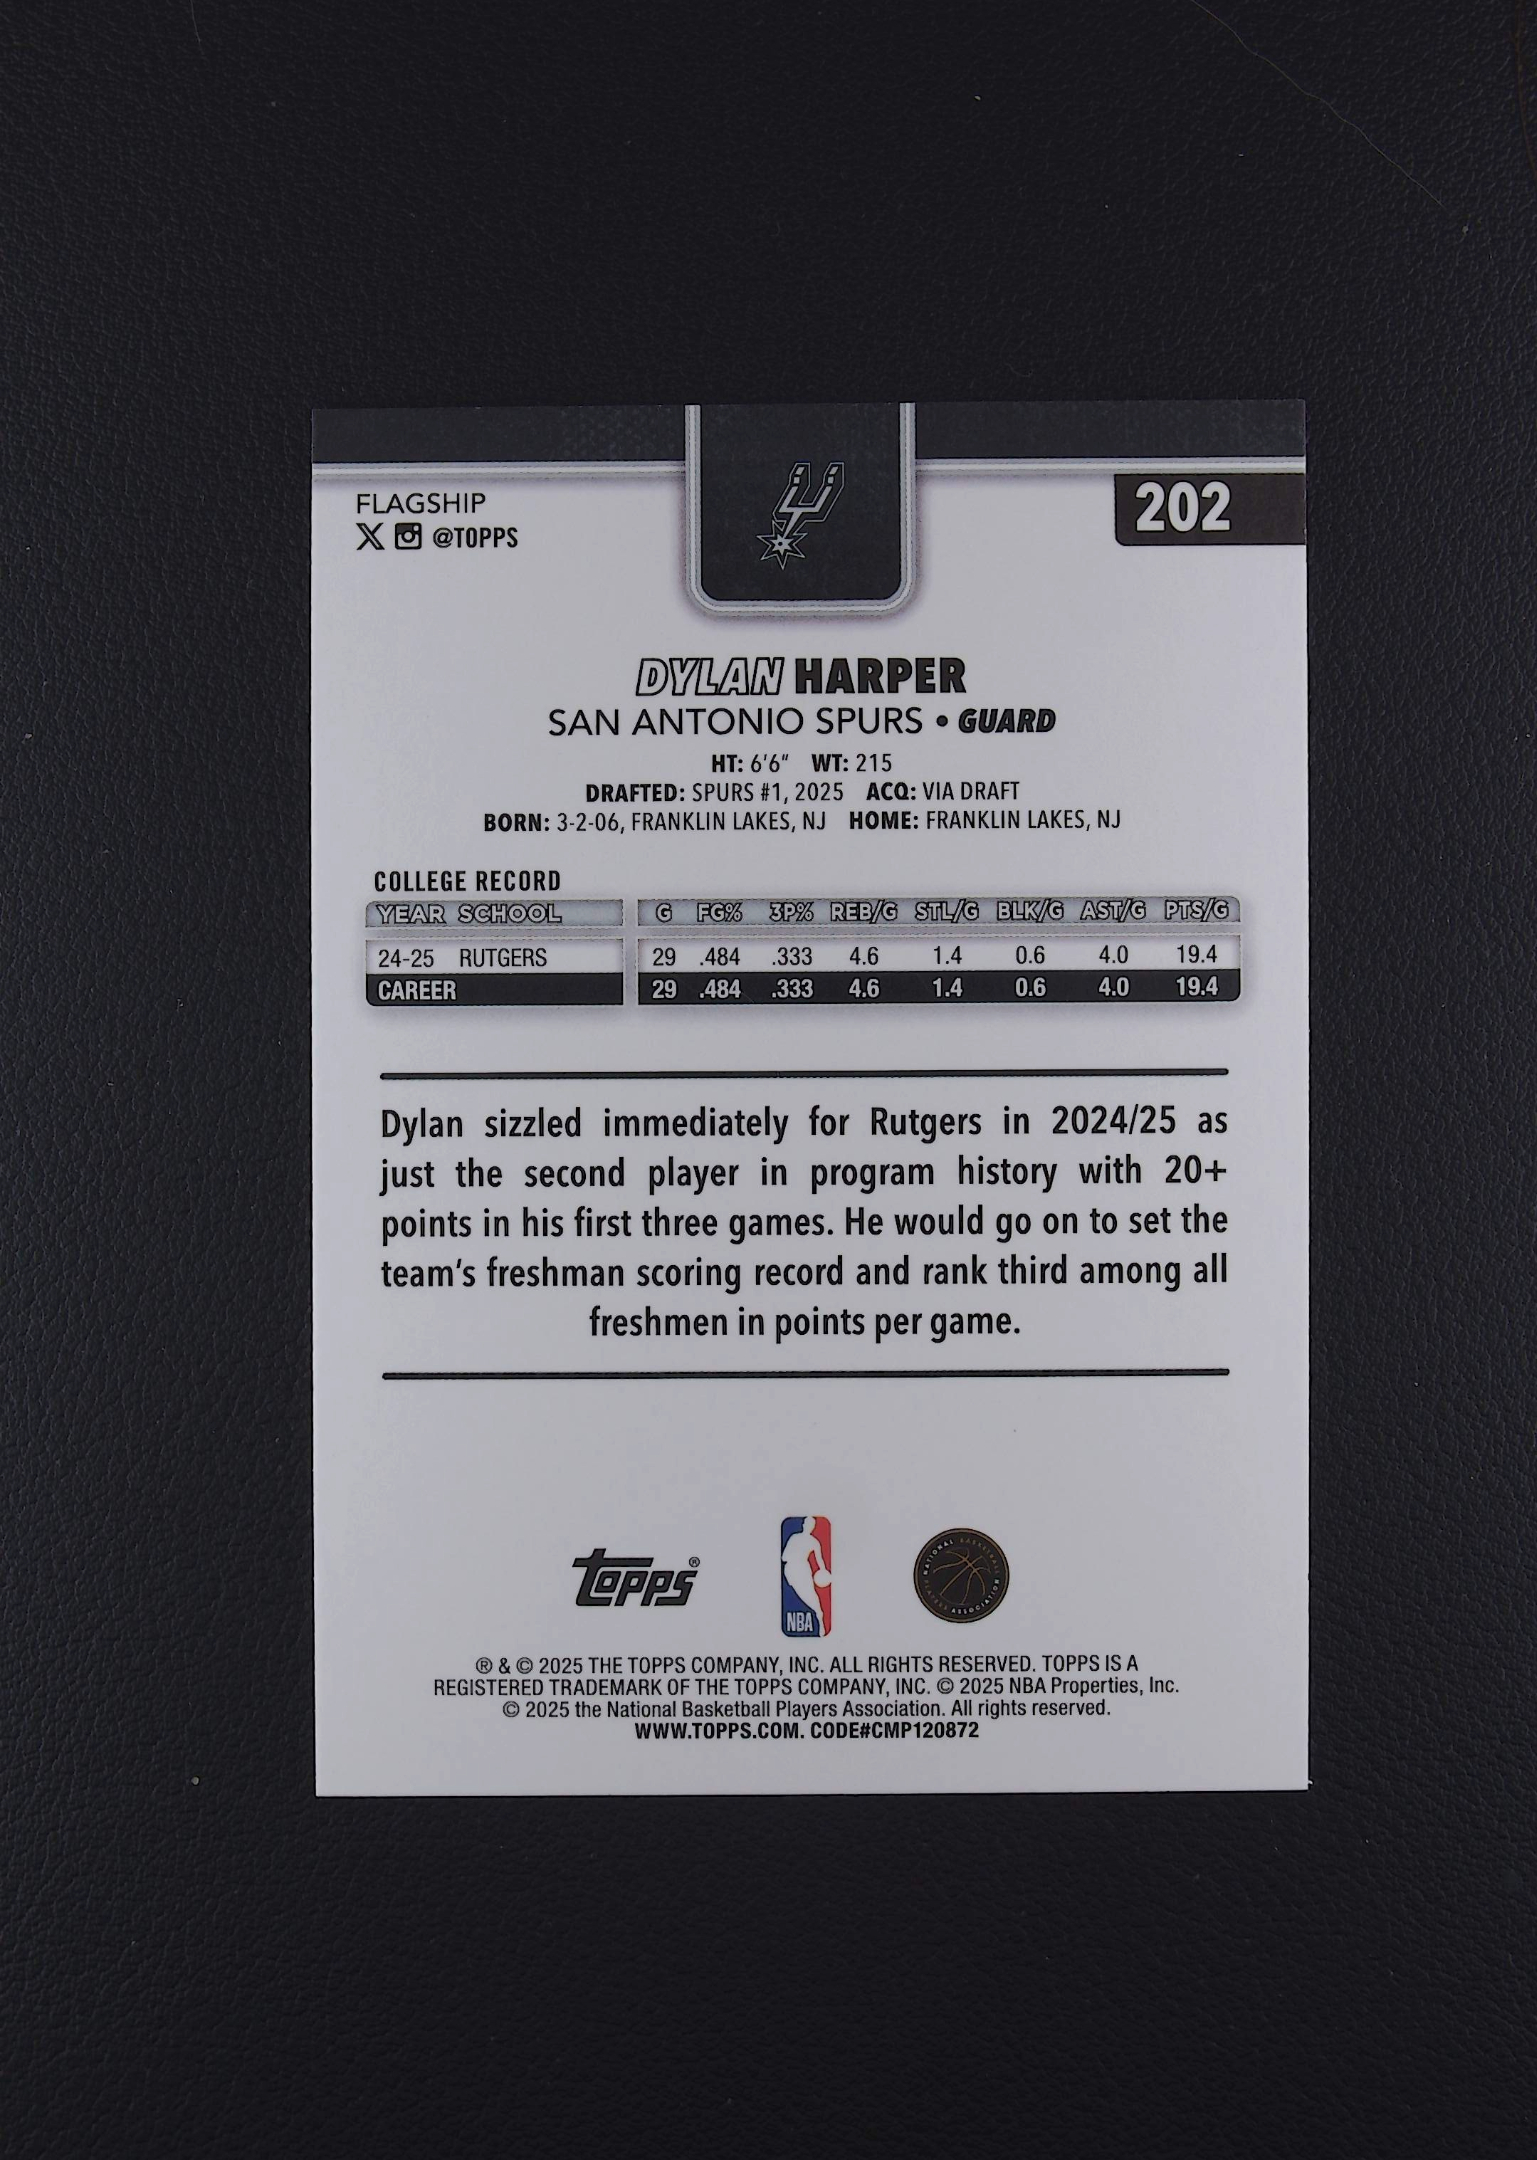 FLAGSHIP
@TOPPS
202
DYLAN HARPER
SAN ANTONIO SPURS • GUARD
HT: 6'6" WT: 215
DRAFTED: SPURS #1, 2025 ACQ: VIA DRAFT
BORN: 3-2-06, FRANKLIN LAKES, NJ HOME: FRANKLIN LAKES, NJ
COLLEGE RECORD
YEAR SCHOOL G FG% 3P% REB/G STL/G BLK/G AST/G PTS/G
24-25 RUTGERS 29 .484 .333 4.6 1.4 0.6 4.0 19.4
CAREER 29 .484 .333 4.6 1.4 0.6 4.0 19.4
Dylan sizzled immediately for Rutgers in 2024/25 as
just the second player in program history with 20+
points in his first three games. He would go on to set the
team's freshman scoring record and rank third among all
freshmen in points per game.
Topps®
NBA
NATIONAL BASKETBALL PLAYERS ASSOCIATION
® & © 2025 THE TOPPS COMPANY, INC. ALL RIGHTS RESERVED. TOPPS IS A
REGISTERED TRADEMARK OF THE TOPPS COMPANY, INC. © 2025 NBA Properties, Inc.
© 2025 the National Basketball Players Association. All rights reserved.
WWW.TOPPS.COM. CODE#CMP120872